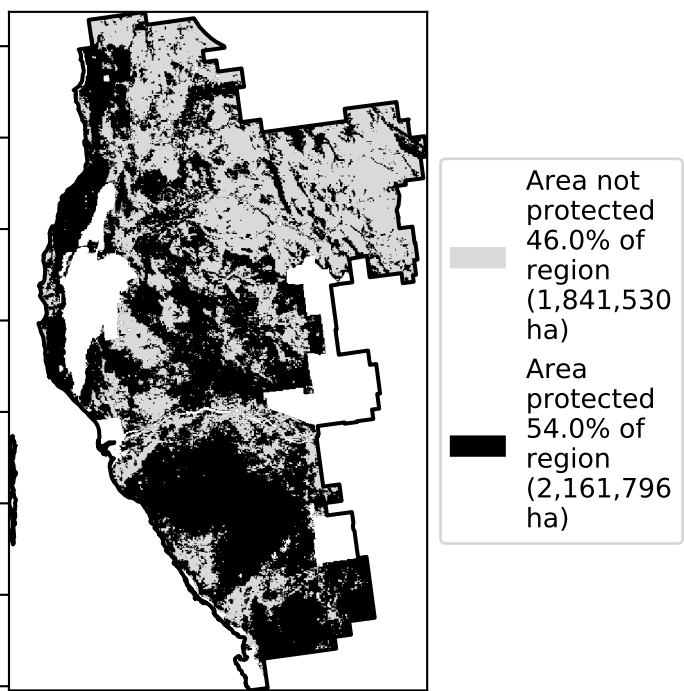 Area not
protected
46.0% of
region
(1,841,530
ha)
Area
protected
54.0% of
region
(2,161,796
ha)